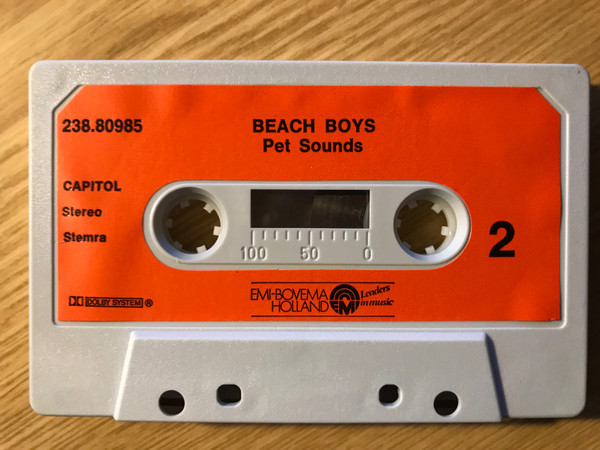 238.80985
BEACH BOYS
Pet Sounds
CAPITOL
Stereo
Stemra
2
100 50 0
DOLBY SYSTEM ®
EMI-BOVEMA
HOLLAND
EMI
Leaders
in music